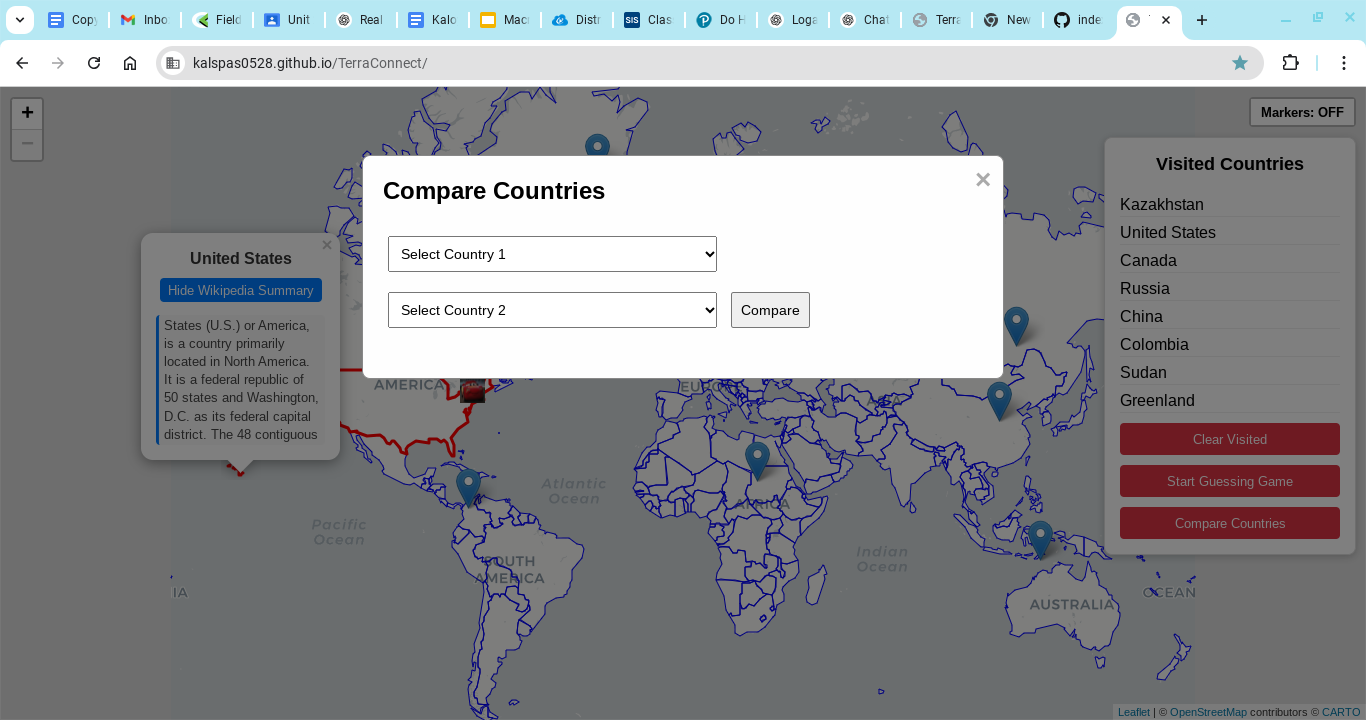 Copy
Inbo
Field
Unit
Real
Kalo
Macr
Distr
SIS
Clas
Do H
Loga
Chat
Terra
New
inde
kalspas0528.github.io/TerraConnect/
+
−
Markers: OFF
Compare Countries
×
Select Country 1
Select Country 2
Compare
United States
×
Hide Wikipedia Summary
States (U.S.) or America,
is a country primarily
located in North America.
It is a federal republic of
50 states and Washington,
D.C. as its federal capital
district. The 48 contiguous
Visited Countries
Kazakhstan
United States
Canada
Russia
China
Colombia
Sudan
Greenland
Clear Visited
Start Guessing Game
Compare Countries
AMERICA
EUROPE
ASIA
Atlantic
Ocean
AFRICA
Pacific
Ocean
Indian
Ocean
SOUTH
AMERICA
IA
AUSTRALIA
OCEAN
Leaflet | © OpenStreetMap contributors © CARTO